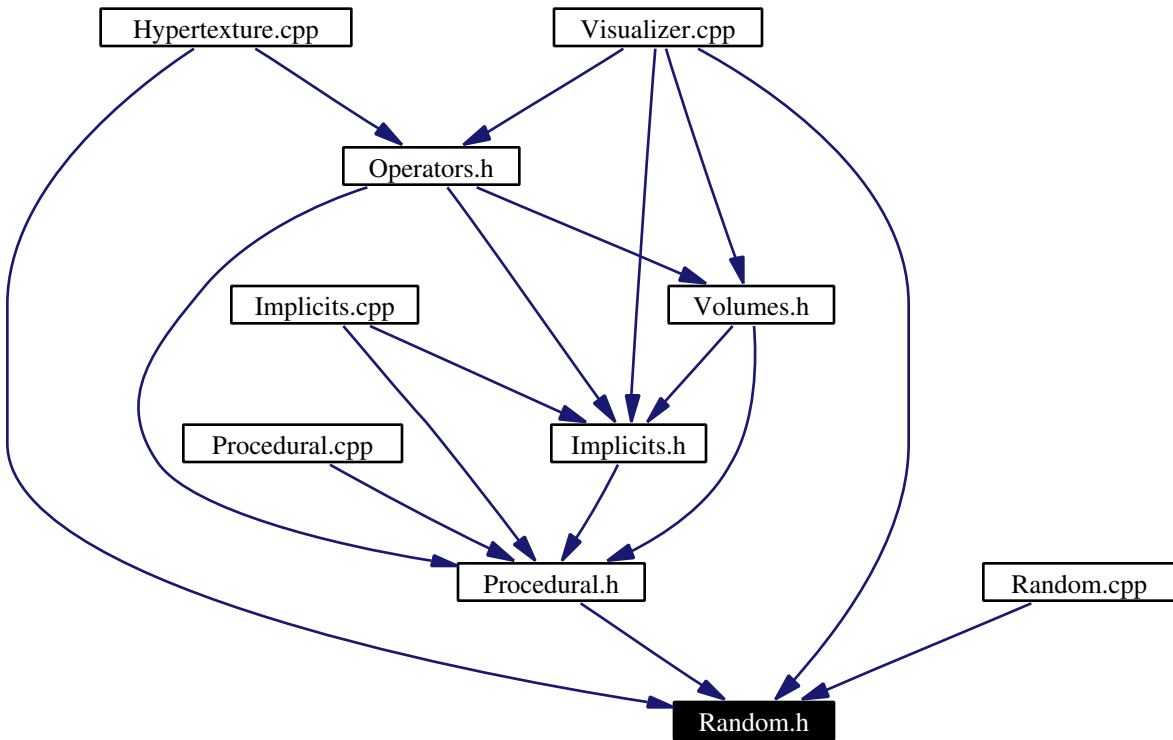 Hypertexture.cpp
Visualizer.cpp
Operators.h
Implicits.cpp
Volumes.h
Procedural.cpp
Implicits.h
Procedural.h
Random.cpp
Random.h